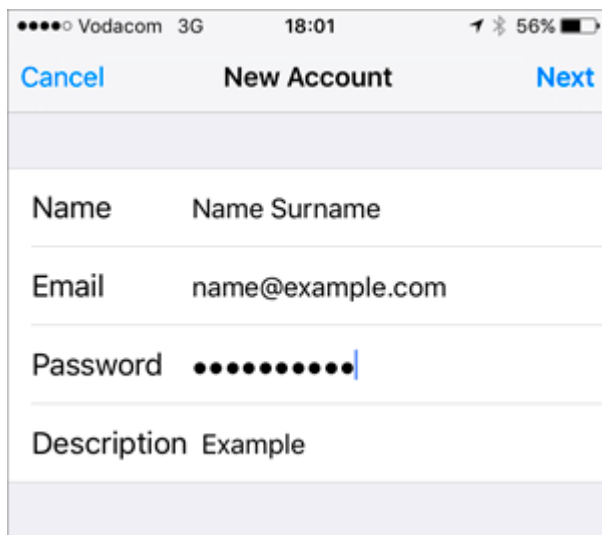 Vodacom 3G 18:01 56%
Cancel New Account Next
Name Name Surname
Email name@example.com
Password ●●●●●●●●●●
Description Example